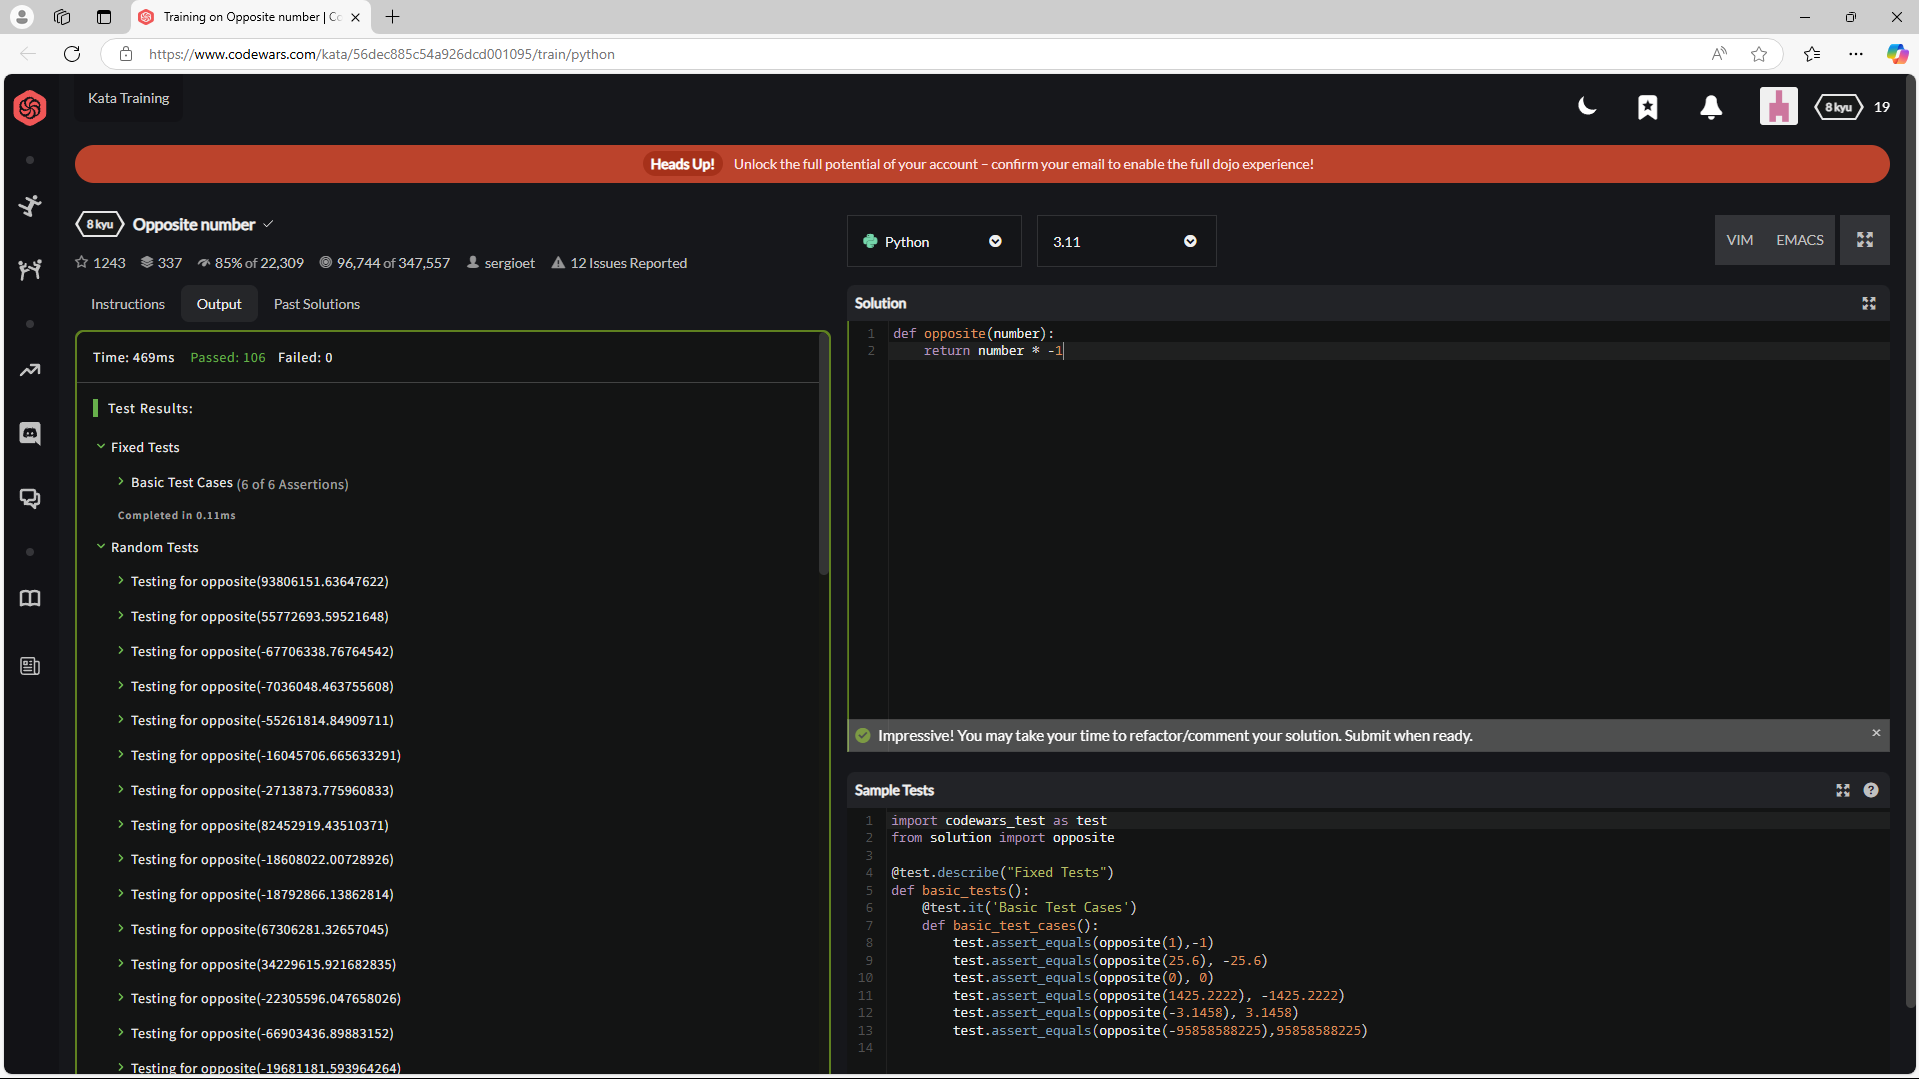 Training on Opposite number | Co
https://www.codewars.com/kata/56dec885c54a926dcd001095/train/python
Kata Training
8 kyu 19
Heads Up! Unlock the full potential of your account – confirm your email to enable the full dojo experience!
8 kyu Opposite number
1243 337 85% of 22,309 96,744 of 347,557 sergioet 12 Issues Reported
Python 3.11 VIM EMACS
Instructions Output Past Solutions
Time: 469ms Passed: 106 Failed: 0
Test Results:
Fixed Tests
Basic Test Cases (6 of 6 Assertions)
Completed in 0.11ms
Random Tests
Testing for opposite(93806151.63647622)
Testing for opposite(55772693.59521648)
Testing for opposite(-67706338.76764542)
Testing for opposite(-7036048.463755608)
Testing for opposite(-55261814.84909711)
Testing for opposite(-16045706.665633291)
Testing for opposite(-2713873.775960833)
Testing for opposite(82452919.43510371)
Testing for opposite(-18608022.00728926)
Testing for opposite(-18792866.13862814)
Testing for opposite(67306281.32657045)
Testing for opposite(34229615.921682835)
Testing for opposite(-22305596.047658026)
Testing for opposite(-66903436.89883152)
Testing for opposite(-19681181.593964264)
Solution
1 def opposite(number):
2     return number * -1
Impressive! You may take your time to refactor/comment your solution. Submit when ready.
Sample Tests
1 import codewars_test as test
2 from solution import opposite
3
4 @test.describe("Fixed Tests")
5 def basic_tests():
6     @test.it('Basic Test Cases')
7     def basic_test_cases():
8         test.assert_equals(opposite(1),-1)
9         test.assert_equals(opposite(25.6), -25.6)
10         test.assert_equals(opposite(0), 0)
11         test.assert_equals(opposite(1425.2222), -1425.2222)
12         test.assert_equals(opposite(-3.1458), 3.1458)
13         test.assert_equals(opposite(-95858588225),95858588225)
14